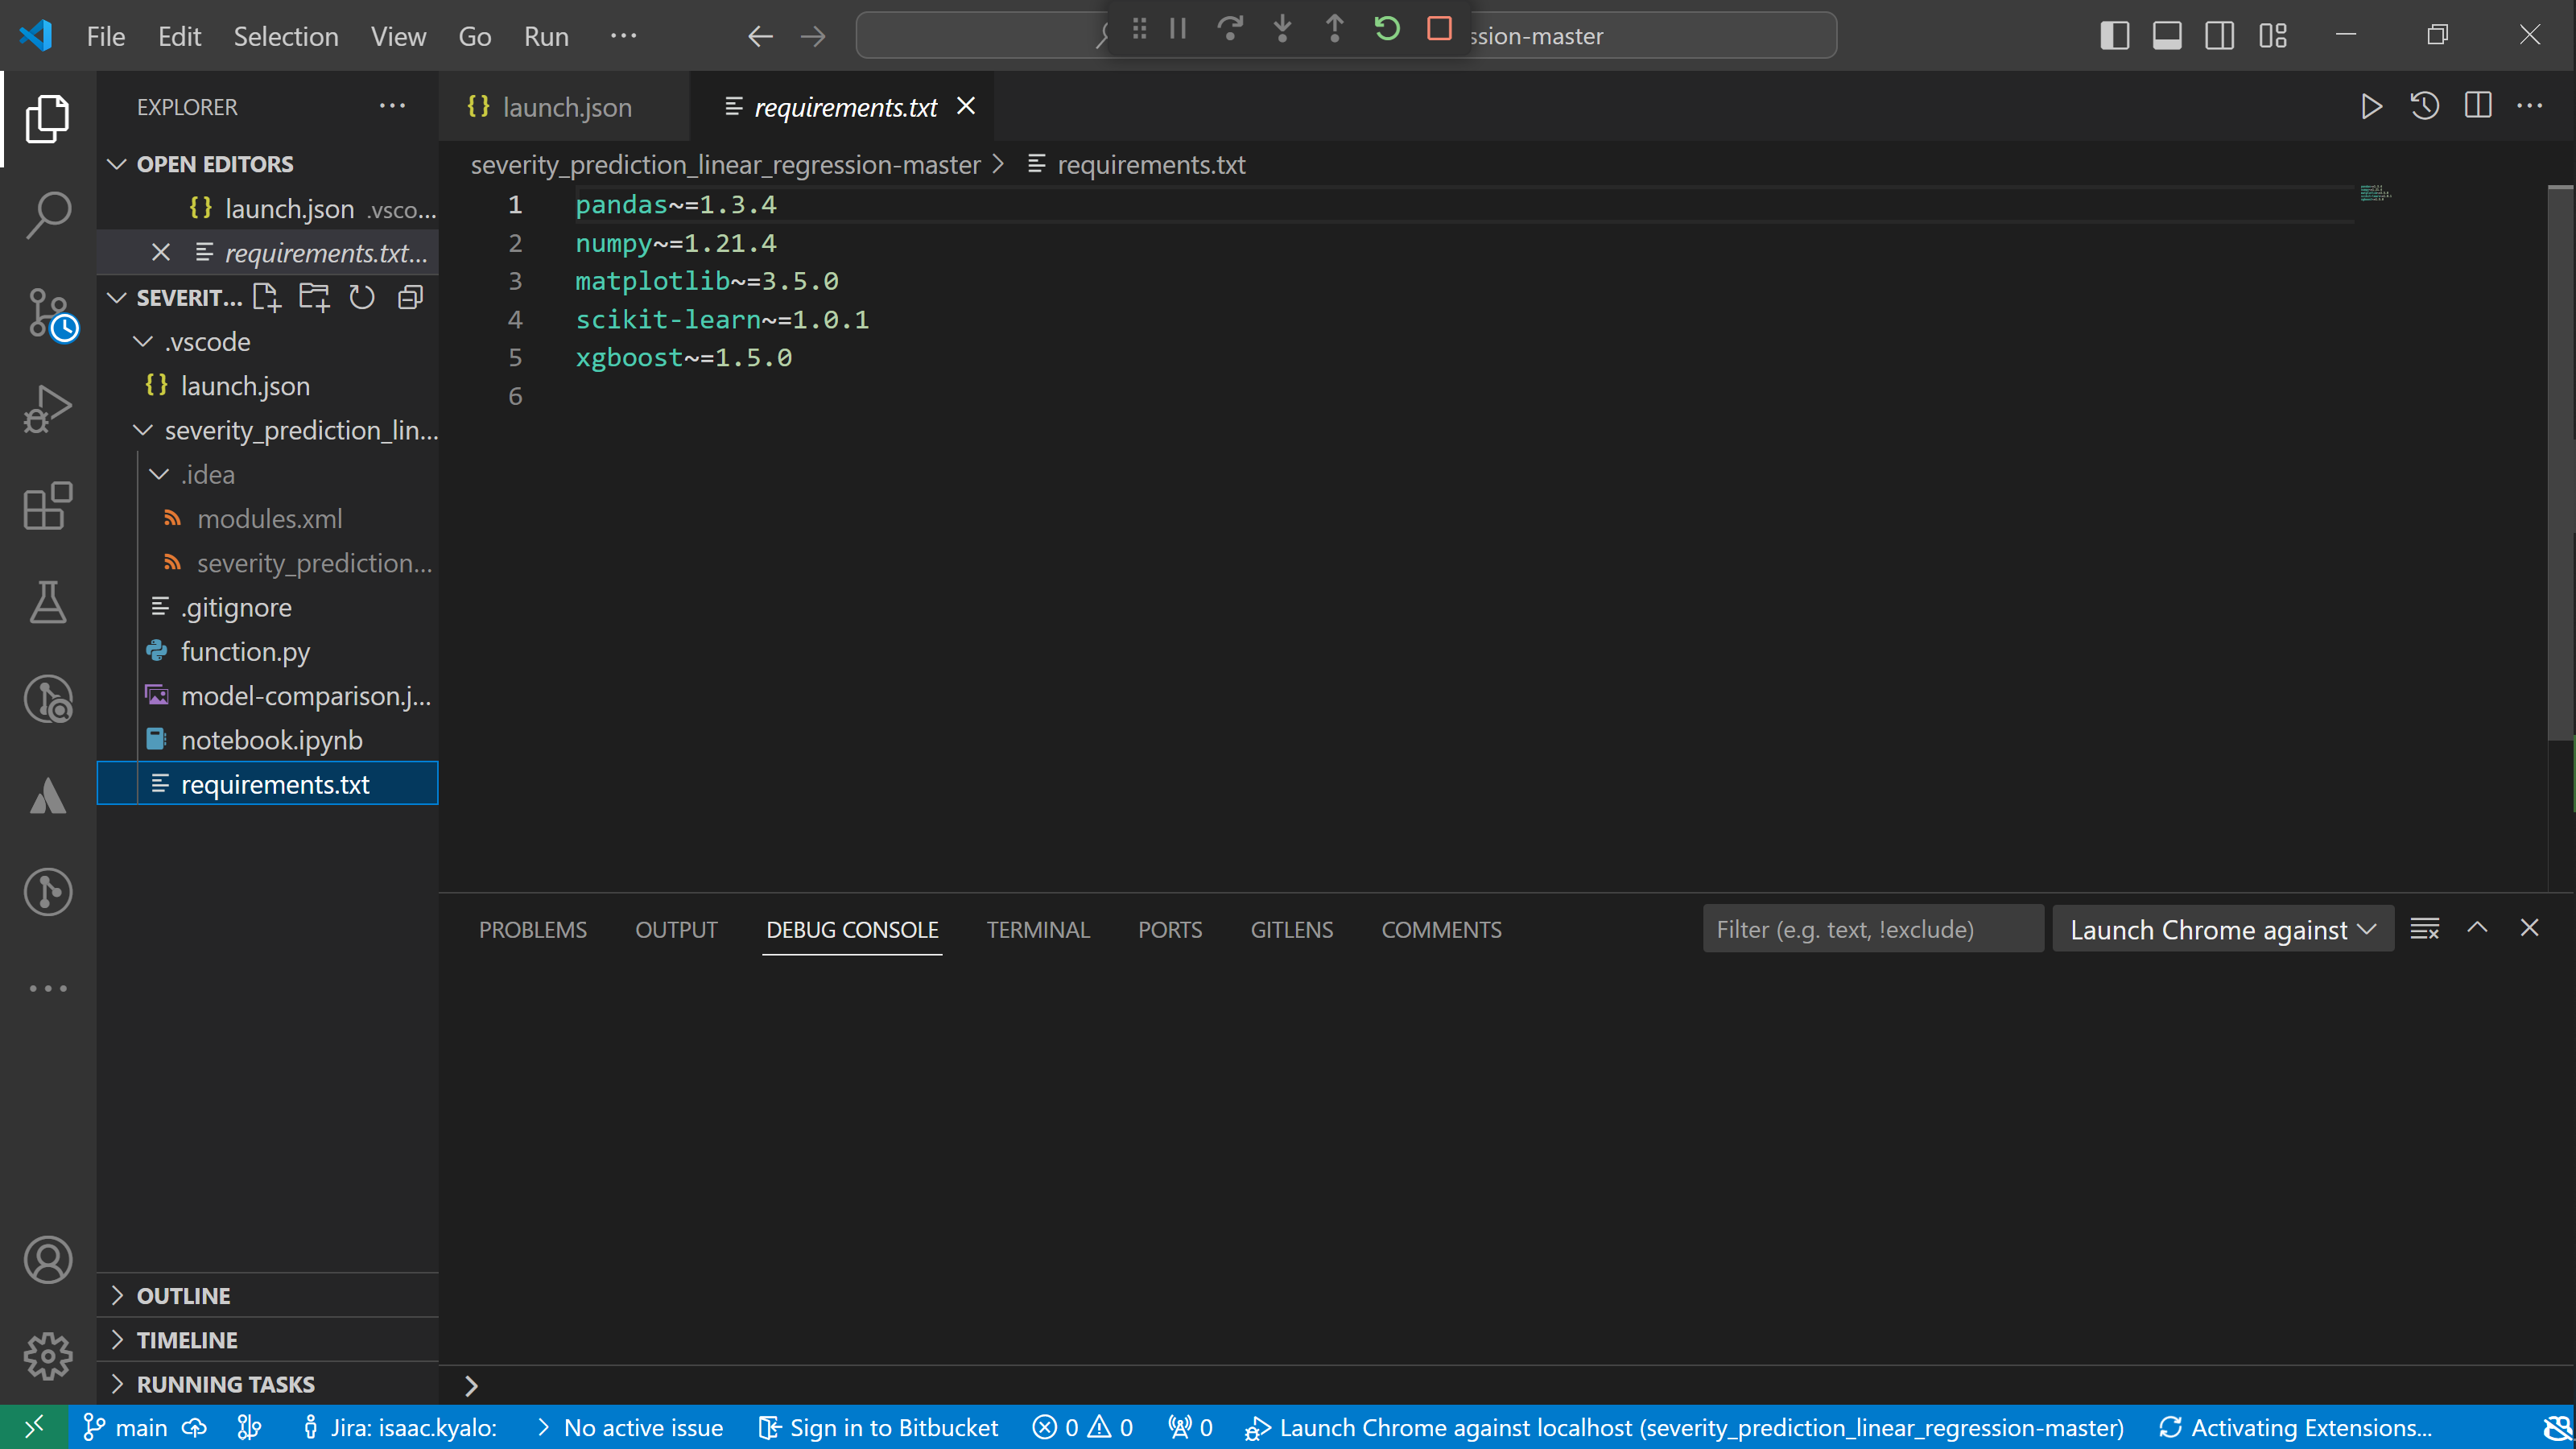 File Edit Selection View Go Run ···
ssion-master
EXPLORER ···
OPEN EDITORS
launch.json .vsco...
requirements.txt...
SEVERIT...
.vscode
launch.json
severity_prediction_lin...
.idea
modules.xml
severity_prediction...
.gitignore
function.py
model-comparison.j...
notebook.ipynb
requirements.txt
OUTLINE
TIMELINE
RUNNING TASKS
launch.json
requirements.txt
severity_prediction_linear_regression-master > requirements.txt
1 pandas~=1.3.4
2 numpy~=1.21.4
3 matplotlib~=3.5.0
4 scikit-learn~=1.0.1
5 xgboost~=1.5.0
6
PROBLEMS OUTPUT DEBUG CONSOLE TERMINAL PORTS GITLENS COMMENTS
Filter (e.g. text, !exclude)
Launch Chrome against
main Jira: isaac.kyalo: > No active issue Sign in to Bitbucket 0 0 0 Launch Chrome against localhost (severity_prediction_linear_regression-master) Activating Extensions...